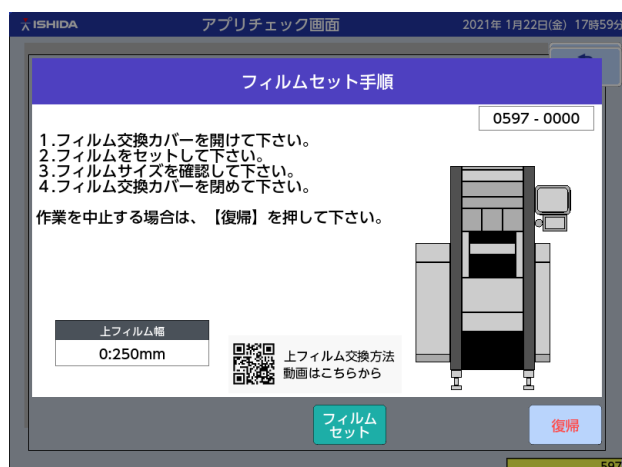 ISHIDA
アプリチェック画面
2021年 1月22日(金) 17時59分
フィルムセット手順
0597 - 0000
1.フィルム交換カバーを開けて下さい。
2.フィルムをセットして下さい。
3.フィルムサイズを確認して下さい。
4.フィルム交換カバーを閉めて下さい。
作業を中止する場合は、【復帰】を押して下さい。
上フィルム幅
0:250mm
上フィルム交換方法
動画はこちらから
フィルム
セット
復帰
597